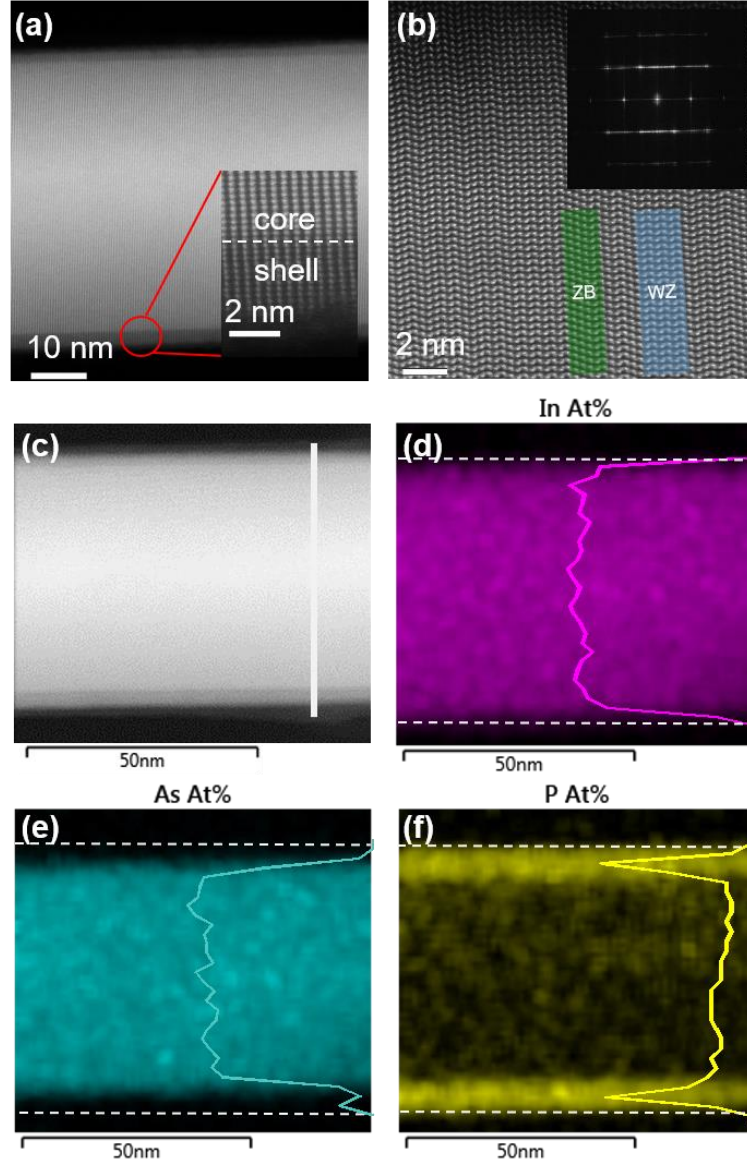 (a)
core
shell
2 nm
10 nm
(b)
ZB
WZ
2 nm
(c)
50nm
In At%
(d)
50nm
As At%
(e)
50nm
P At%
(f)
50nm